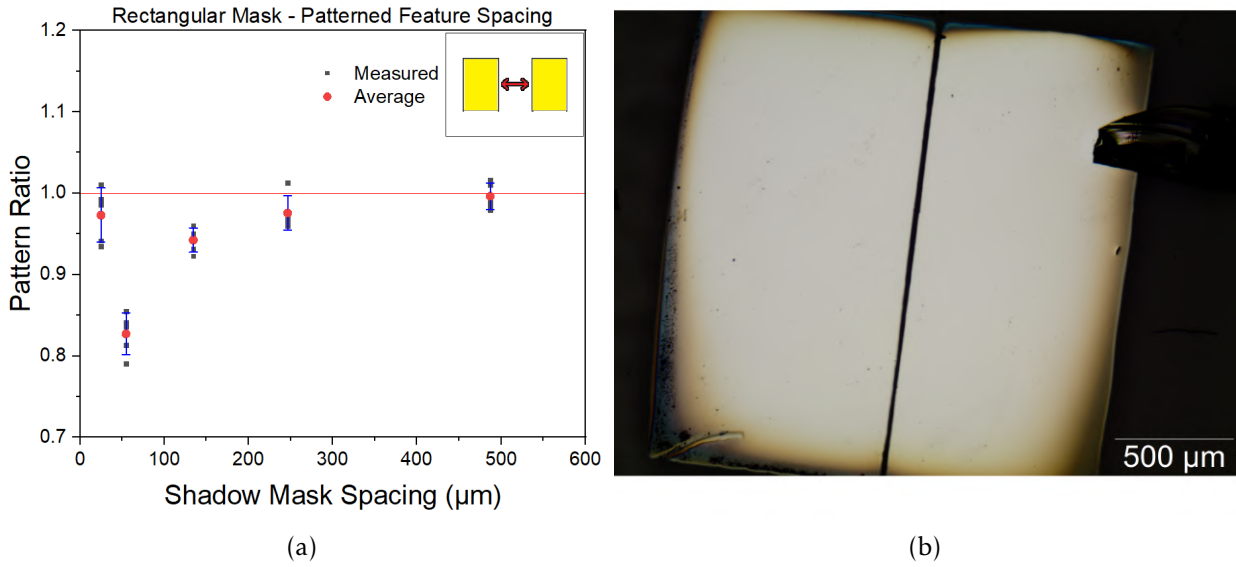 Rectangular Mask - Patterned Feature Spacing
1.2
1.1
1.0
0.9
0.8
0.7
Pattern Ratio
Measured
Average
0
100
200
300
400
500
600
Shadow Mask Spacing (µm)
(a)
500 µm
(b)